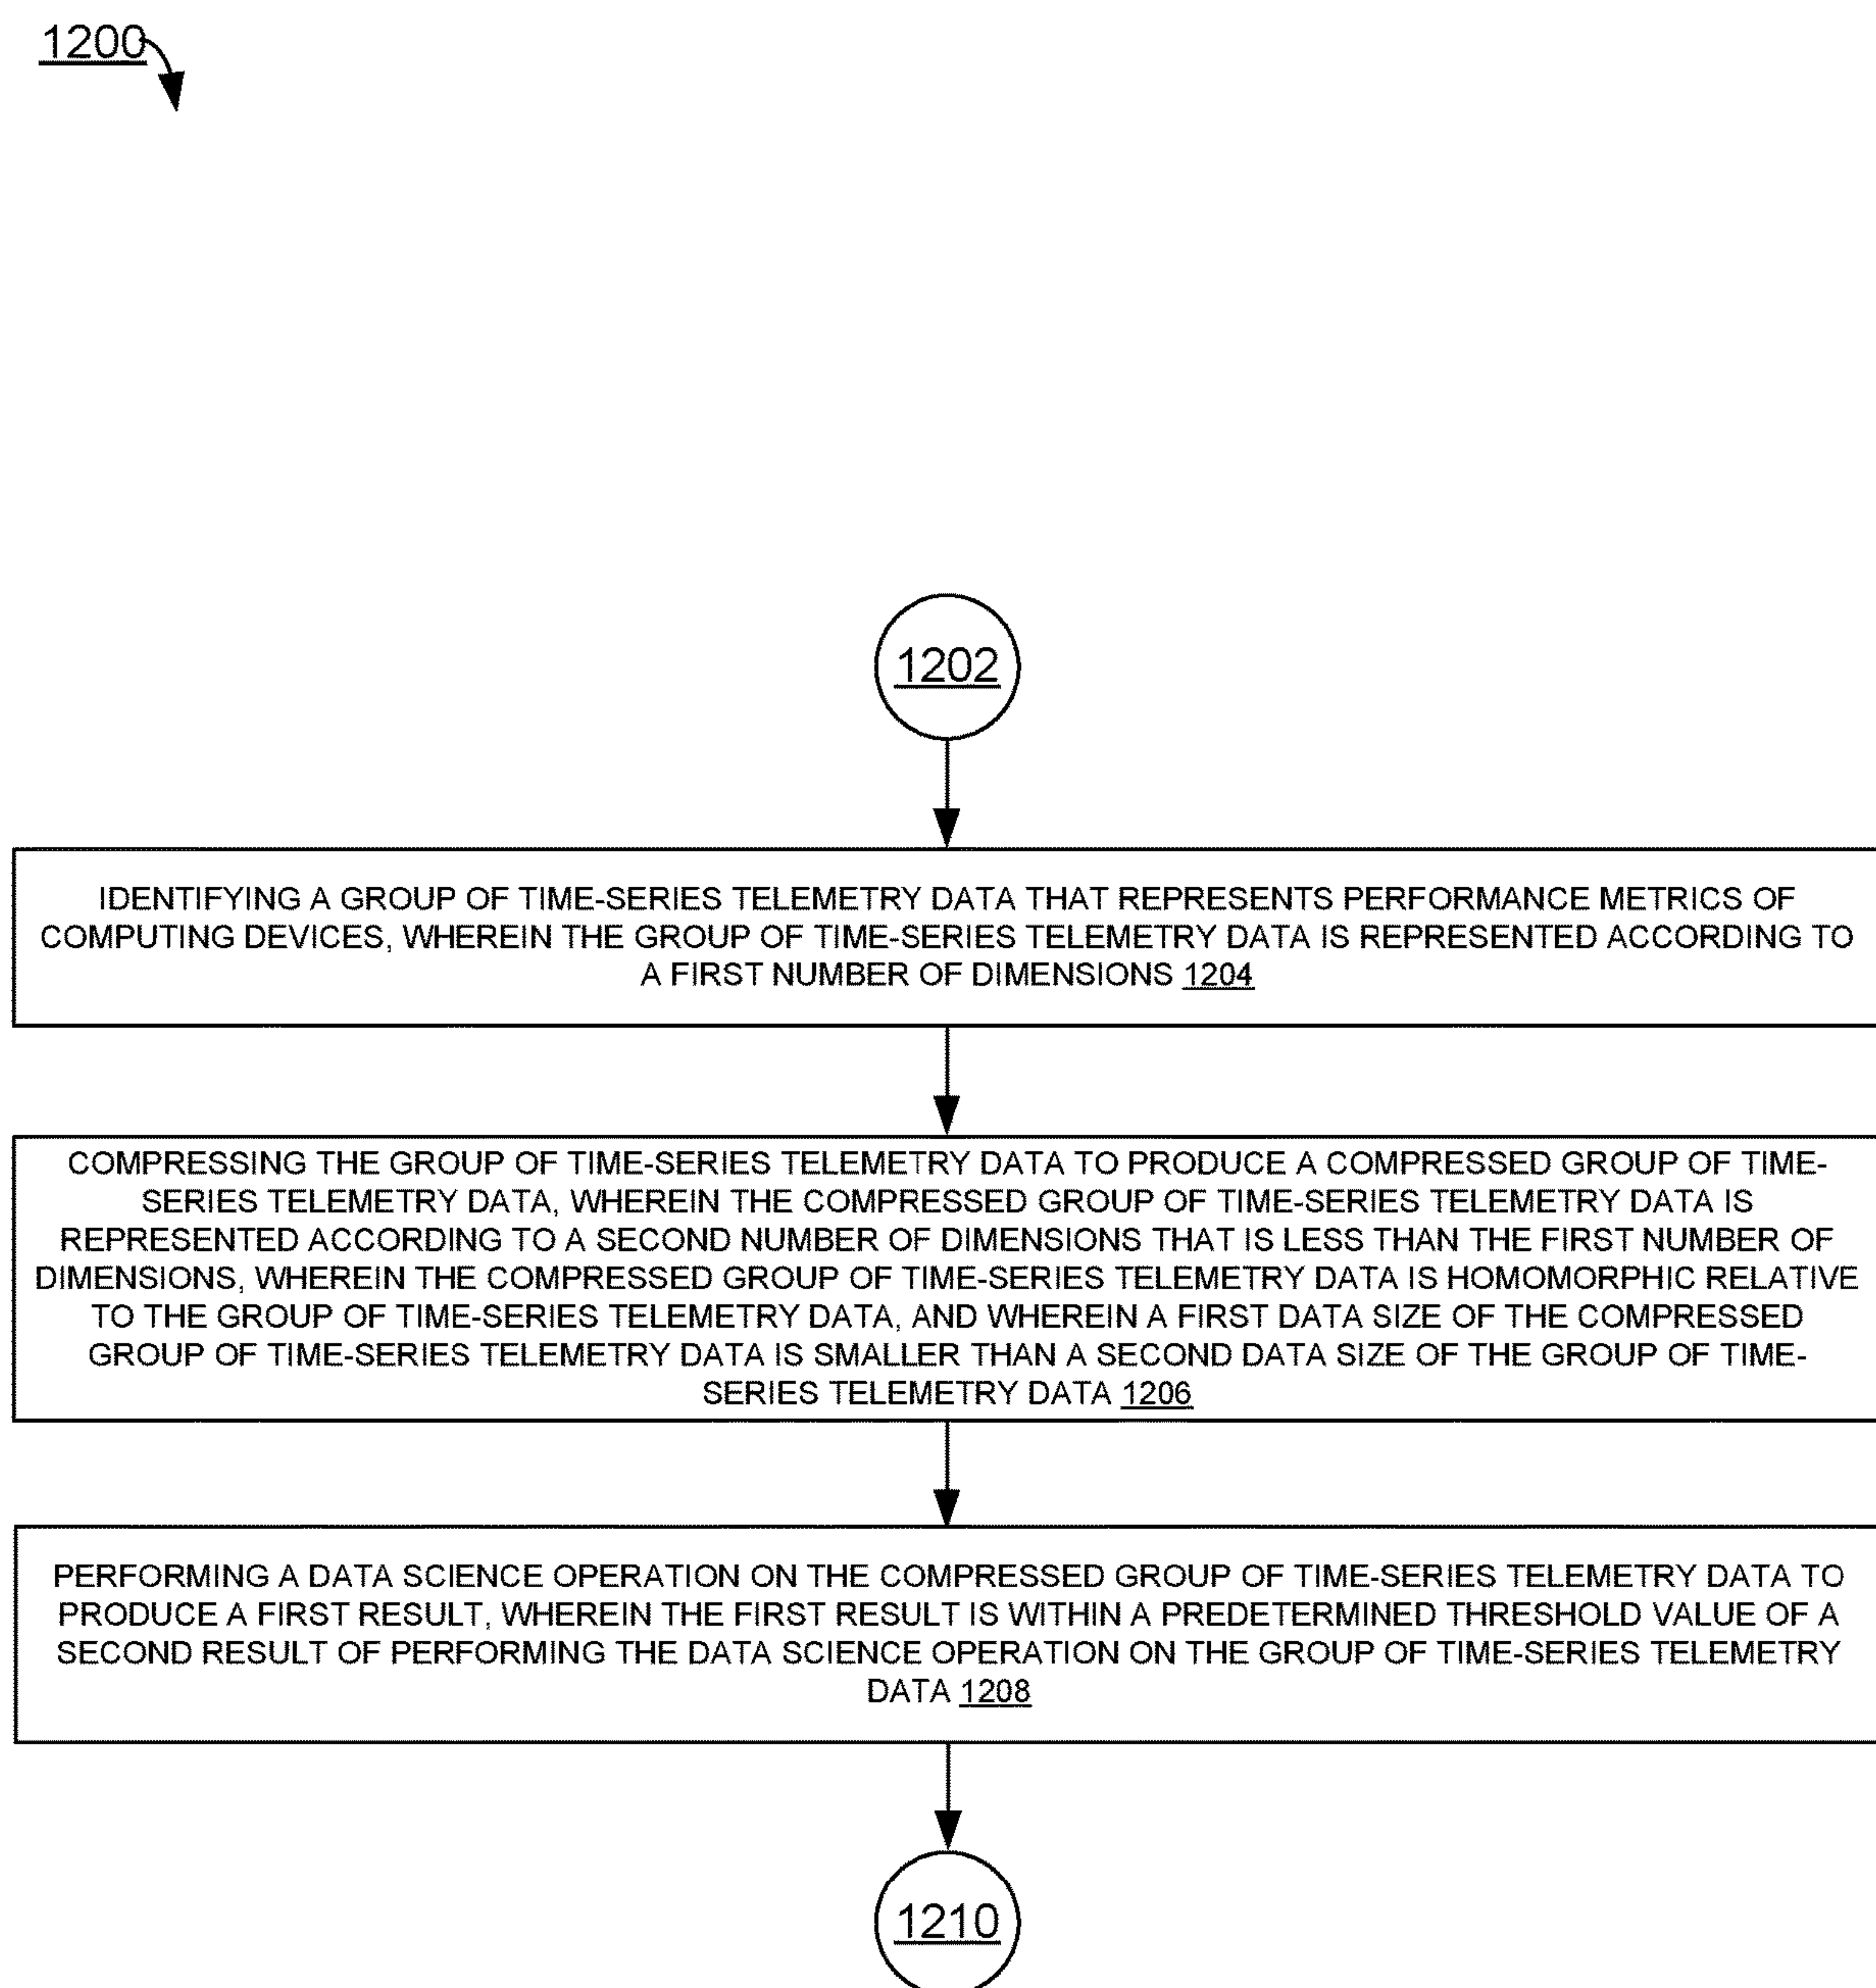 1200
1202
IDENTIFYING A GROUP OF TIME-SERIES TELEMETRY DATA THAT REPRESENTS PERFORMANCE METRICS OF
COMPUTING DEVICES, WHEREIN THE GROUP OF TIME-SERIES TELEMETRY DATA IS REPRESENTED ACCORDING TO
A FIRST NUMBER OF DIMENSIONS 1204
COMPRESSING THE GROUP OF TIME-SERIES TELEMETRY DATA TO PRODUCE A COMPRESSED GROUP OF TIME-
SERIES TELEMETRY DATA, WHEREIN THE COMPRESSED GROUP OF TIME-SERIES TELEMETRY DATA IS
REPRESENTED ACCORDING TO A SECOND NUMBER OF DIMENSIONS THAT IS LESS THAN THE FIRST NUMBER OF
DIMENSIONS, WHEREIN THE COMPRESSED GROUP OF TIME-SERIES TELEMETRY DATA IS HOMOMORPHIC RELATIVE
TO THE GROUP OF TIME-SERIES TELEMETRY DATA, AND WHEREIN A FIRST DATA SIZE OF THE COMPRESSED
GROUP OF TIME-SERIES TELEMETRY DATA IS SMALLER THAN A SECOND DATA SIZE OF THE GROUP OF TIME-
SERIES TELEMETRY DATA 1206
PERFORMING A DATA SCIENCE OPERATION ON THE COMPRESSED GROUP OF TIME-SERIES TELEMETRY DATA TO
PRODUCE A FIRST RESULT, WHEREIN THE FIRST RESULT IS WITHIN A PREDETERMINED THRESHOLD VALUE OF A
SECOND RESULT OF PERFORMING THE DATA SCIENCE OPERATION ON THE GROUP OF TIME-SERIES TELEMETRY
DATA 1208
1210